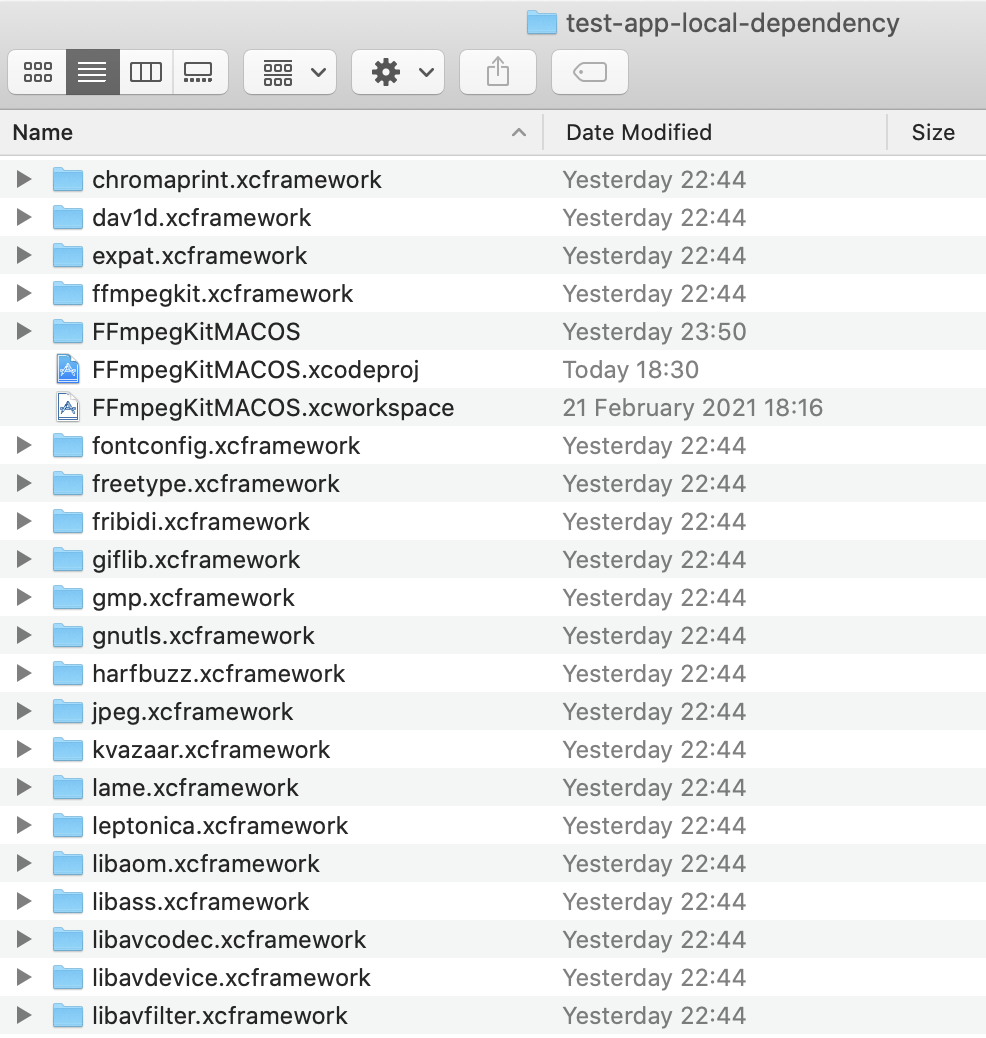 test-app-local-dependency
Name Date Modified Size
chromaprint.xcframework Yesterday 22:44
dav1d.xcframework Yesterday 22:44
expat.xcframework Yesterday 22:44
ffmpegkit.xcframework Yesterday 22:44
FFmpegKitMACOS Yesterday 23:50
FFmpegKitMACOS.xcodeproj Today 18:30
FFmpegKitMACOS.xcworkspace 21 February 2021 18:16
fontconfig.xcframework Yesterday 22:44
freetype.xcframework Yesterday 22:44
fribidi.xcframework Yesterday 22:44
giflib.xcframework Yesterday 22:44
gmp.xcframework Yesterday 22:44
gnutls.xcframework Yesterday 22:44
harfbuzz.xcframework Yesterday 22:44
jpeg.xcframework Yesterday 22:44
kvazaar.xcframework Yesterday 22:44
lame.xcframework Yesterday 22:44
leptonica.xcframework Yesterday 22:44
libaom.xcframework Yesterday 22:44
libass.xcframework Yesterday 22:44
libavcodec.xcframework Yesterday 22:44
libavdevice.xcframework Yesterday 22:44
libavfilter.xcframework Yesterday 22:44